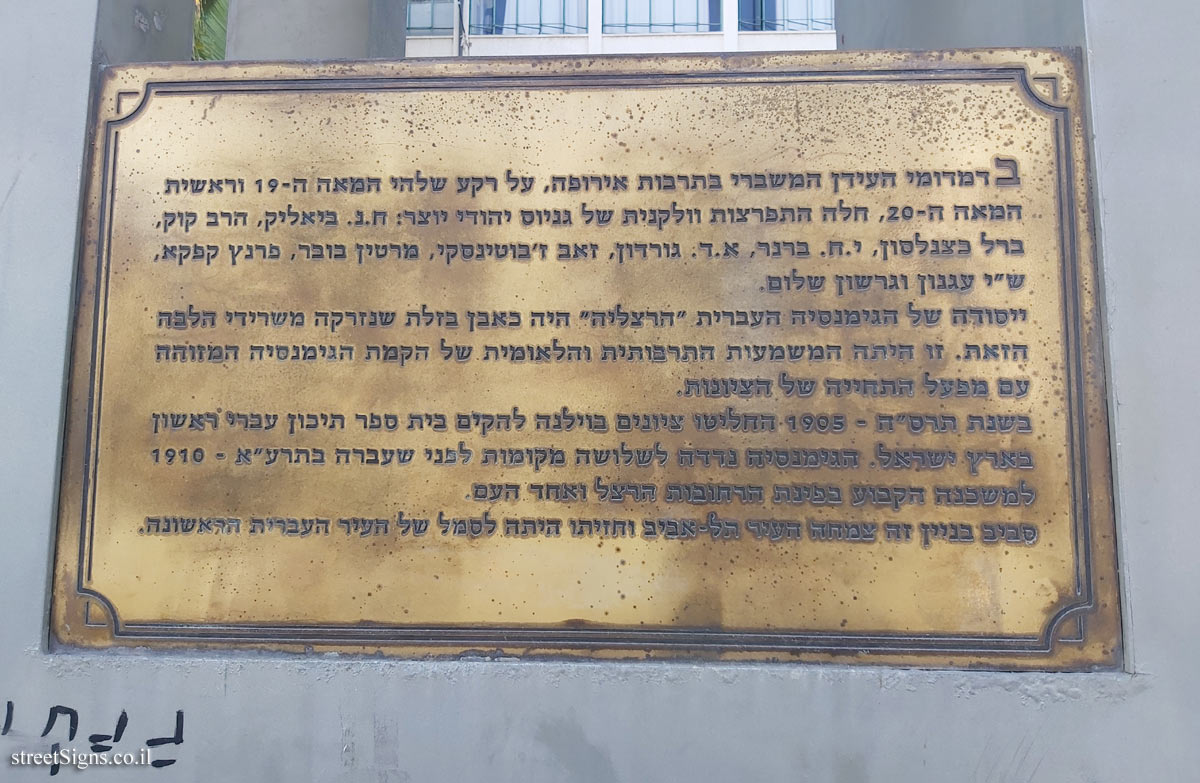 בדמדומי העידן המשברי בתרבות אירופה, על רקע שלהי המאה ה-19 וראשית
המאה ה-20, חלה התפרצות וולקנית של גניוס יהודי יוצר: ח.נ. ביאליק, הרב קוק,
ברל כצנלסון, י.ח. ברנר, א.ד. גורדון, זאב ז'בוטינסקי, מרטין בובר, פרנץ קפקא,
ש"י עגנון וגרשון שלום.
ייסודה של הגימנסיה העברית "הרצליה" היה כאבן בזלת שנזרקה משרידי הלבה
הזאת. זו היתה המשמעות התרבותית והלאומית של הקמת הגימנסיה המזוהה
עם מפעל התחייה של הציונות.
בשנת תרס"ה - 1905 החליטו ציונים בוילנה להקים בית ספר תיכון עברי ראשון
בארץ ישראל. הגימנסיה נדדה לשלושה מקומות לפני שעברה בתרע"א - 1910
למשכנה הקבוע בפינת הרחובות הרצל ואחד העם.
סביב בניין זה צמחה העיר תל-אביב וחזיתו היתה לסמל של העיר העברית הראשונה.
streetSigns.co.il